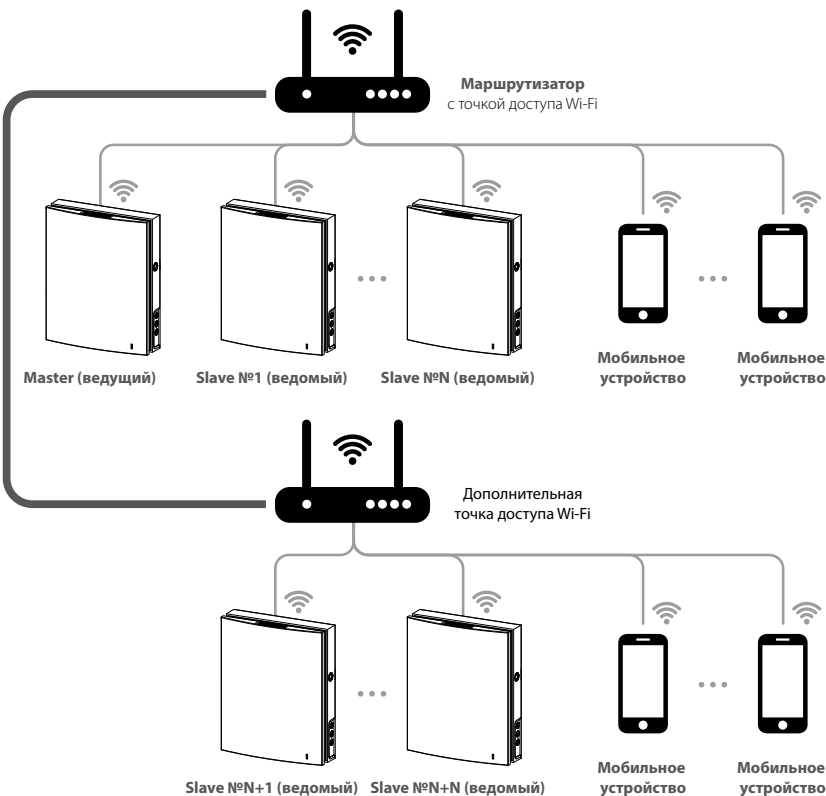 Маршрутизатор
с точкой доступа Wi-Fi
Master (ведущий)
Slave №1 (ведомый)
Slave №N (ведомый)
Мобильное
устройство
Мобильное
устройство
Дополнительная
точка доступа Wi-Fi
Slave №N+1 (ведомый)
Slave №N+N (ведомый)
Мобильное
устройство
Мобильное
устройство